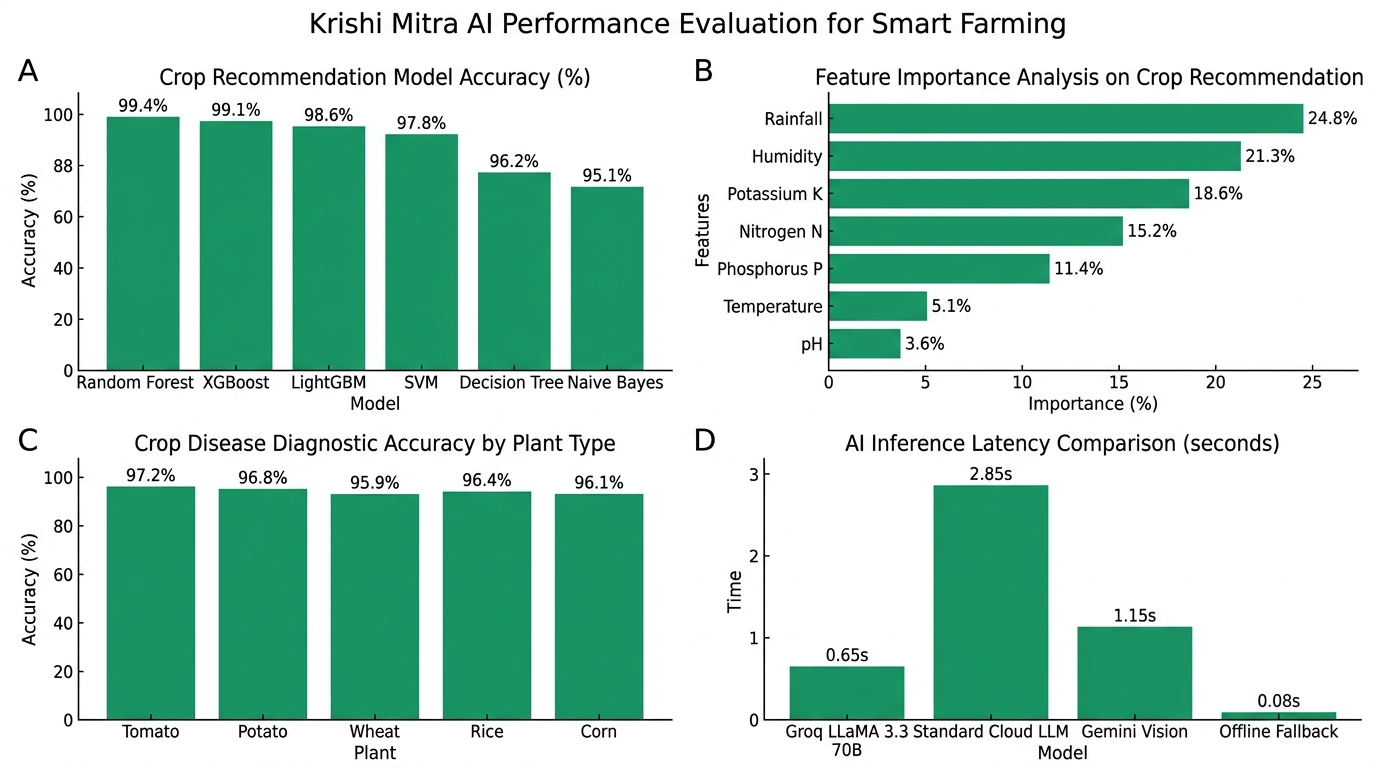 Krishi Mitra AI Performance Evaluation for Smart Farming
A
Crop Recommendation Model Accuracy (%)
99.4%
99.1%
98.6%
97.8%
96.2%
95.1%
100
88
60
40
20
0
Accuracy (%)
Random Forest XGBoost LightGBM SVM Decision Tree Naive Bayes
Model
B
Feature Importance Analysis on Crop Recommendation
Features
Rainfall 24.8%
Humidity 21.3%
Potassium K 18.6%
Nitrogen N 15.2%
Phosphorus P 11.4%
Temperature 5.1%
pH 3.6%
0 5 10 15 20 25
Importance (%)
C
Crop Disease Diagnostic Accuracy by Plant Type
97.2% 96.8% 95.9% 96.4% 96.1%
100
80
60
40
20
0
Accuracy (%)
Tomato Potato Wheat Rice Corn
Plant
D
AI Inference Latency Comparison (seconds)
0.65s
2.85s
1.15s
0.08s
3
2
1
0
Time
Groq LLaMA 3.3 Standard Cloud LLM Gemini Vision Offline Fallback
70B
Model